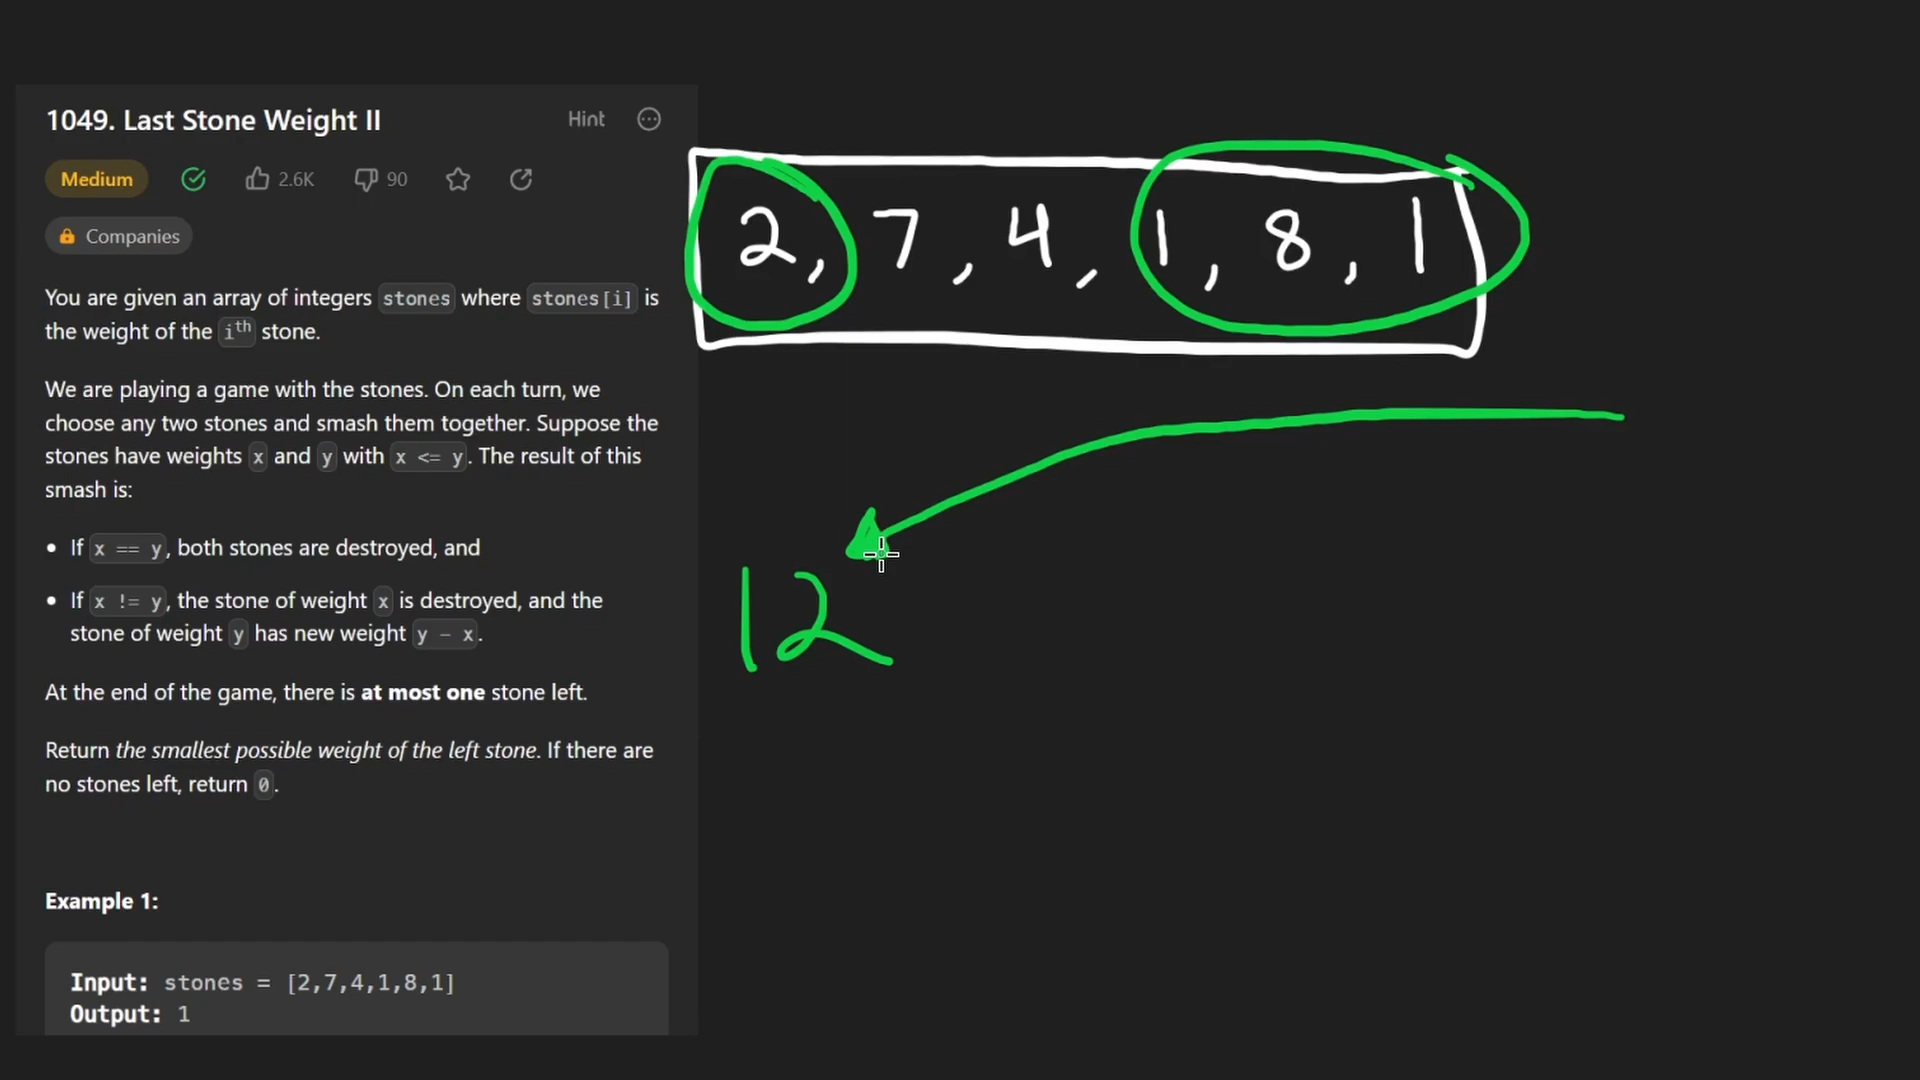 1049. Last Stone Weight II
Hint
Medium
2.6K
90
Companies
You are given an array of integers stones where stones[i] is
the weight of the ith stone.
We are playing a game with the stones. On each turn, we
choose any two stones and smash them together. Suppose the
stones have weights x and y with x <= y. The result of this
smash is:
• If x == y, both stones are destroyed, and
• If x != y, the stone of weight x is destroyed, and the
stone of weight y has new weight y - x.
At the end of the game, there is at most one stone left.
Return the smallest possible weight of the left stone. If there are
no stones left, return 0.
Example 1:
Input: stones = [2,7,4,1,8,1]
Output: 1
2, 7, 4, 1, 8, 1
12